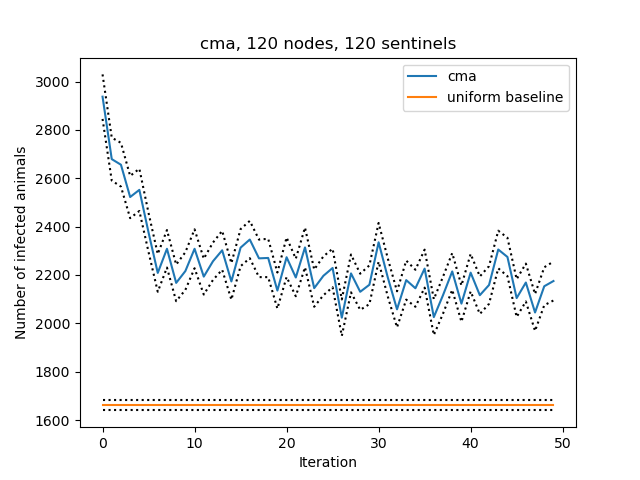 cma, 120 nodes, 120 sentinels
cma
uniform baseline
Number of infected animals
3000
2800
2600
2400
2200
2000
1800
1600
0 10 20 30 40 50
Iteration